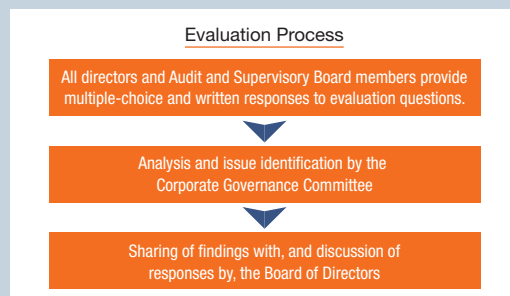 Evaluation Process
All directors and Audit and Supervisory Board members provide
multiple-choice and written responses to evaluation questions.
Analysis and issue identification by the
Corporate Governance Committee
Sharing of findings with, and discussion of
responses by, the Board of Directors